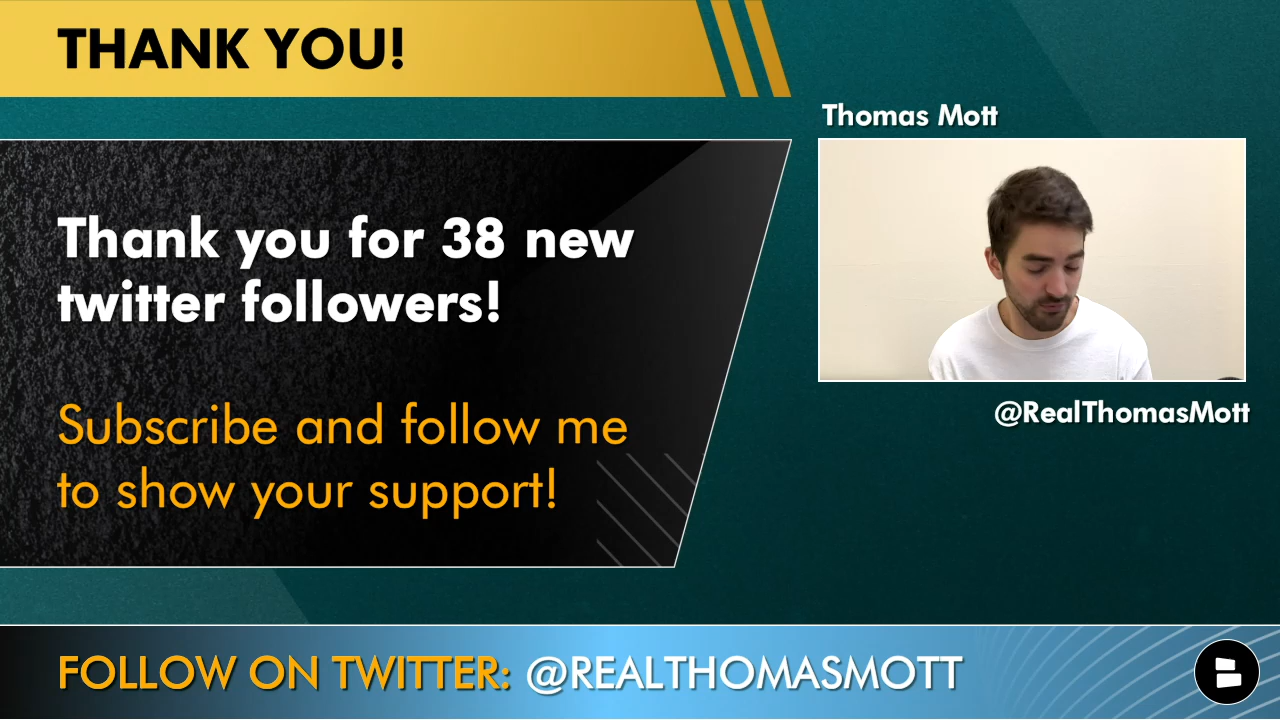 THANK YOU!
Thomas Mott
Thank you for 38 new
twitter followers!
@RealThomasMott
Subscribe and follow me
to show your support!
FOLLOW ON TWITTER: @REALTHOMASMOTT